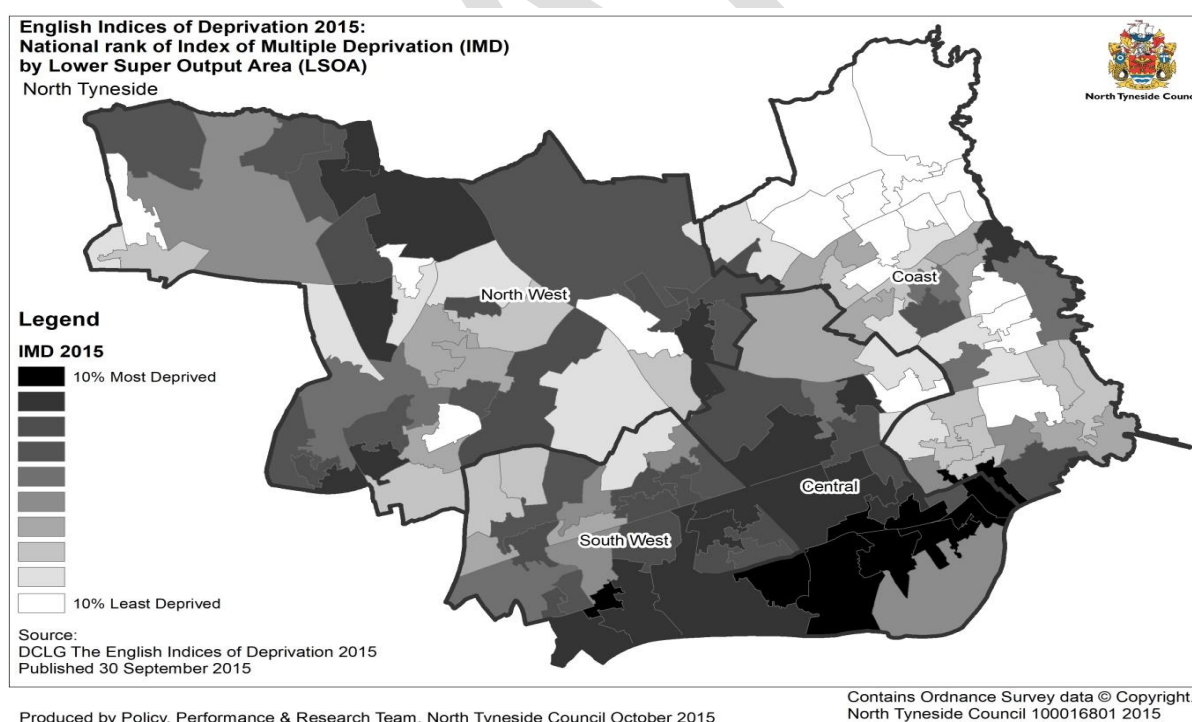 English Indices of Deprivation 2015:
National rank of Index of Multiple Deprivation (IMD)
by Lower Super Output Area (LSOA)
North Tyneside
North Tyneside Counc
Coast
North West
Legend
IMD 2015
10% Most Deprived
Central
South West
10% Least Deprived
Source:
DCLG The English Indices of Deprivation 2015
Published 30 September 2015
Contains Ordnance Survey data © Copyright.
North Tyneside Council 100016801 2015
Produced by Policy, Performance & Research Team, North Tyneside Council October 2015